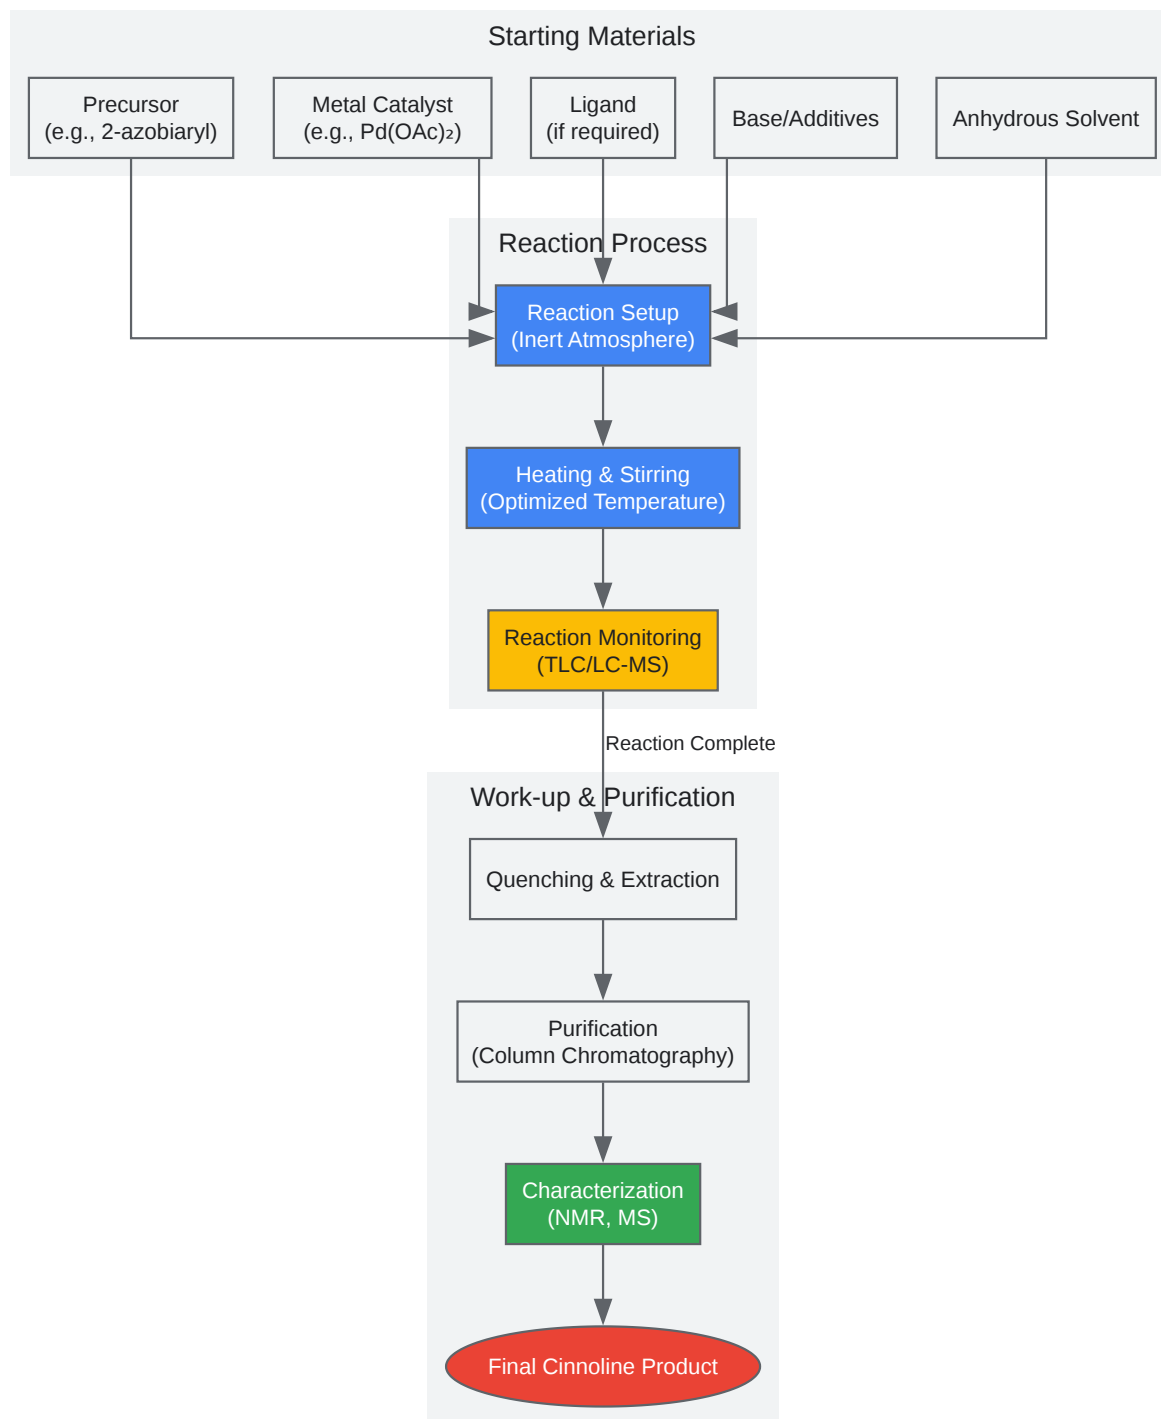 Starting Materials
Precursor
(e.g., 2-azobiaryl)
Metal Catalyst
(e.g., Pd(OAc)₂)
Ligand
(if required)
Base/Additives
Anhydrous Solvent
Reaction Process
Reaction Setup
(Inert Atmosphere)
Heating & Stirring
(Optimized Temperature)
Reaction Monitoring
(TLC/LC-MS)
Reaction Complete
Work-up & Purification
Quenching & Extraction
Purification
(Column Chromatography)
Characterization
(NMR, MS)
Final Cinnoline Product